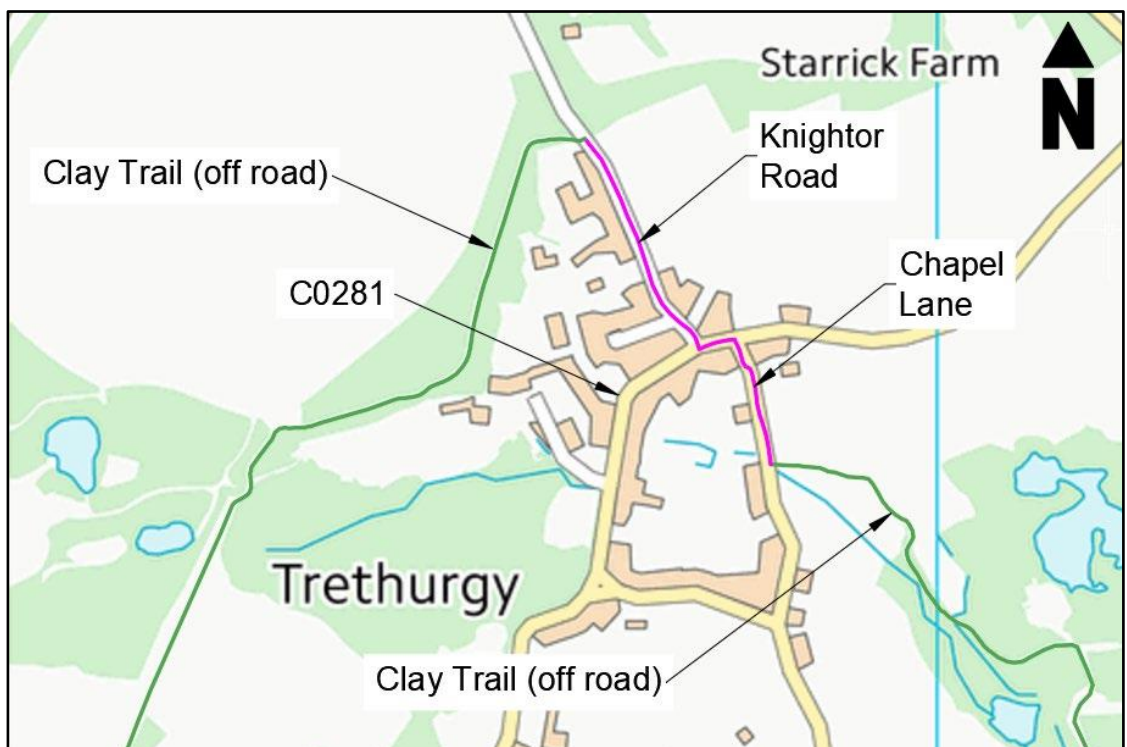 Starrick Farm
N
Knightor
Road
Clay Trail (off road)
C0281
Chapel
Lane
Trethurgy
Clay Trail (off road)